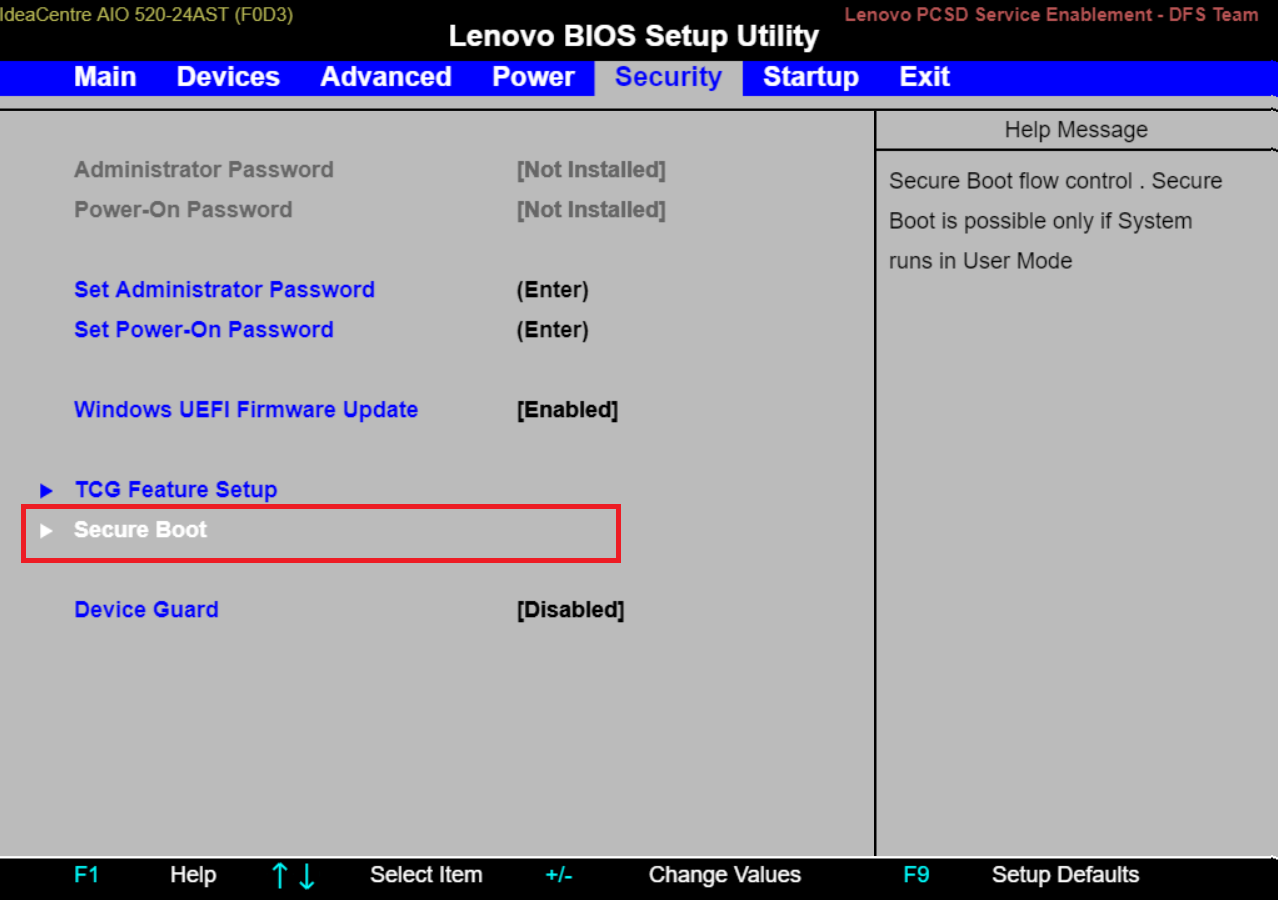 IdeaCentre AIO 520-24AST (F0D3)
Lenovo PCSD Service Enablement - DFS Team
Lenovo BIOS Setup Utility
Main Devices Advanced Power Security Startup Exit
Help Message
Administrator Password [Not Installed]
Power-On Password [Not Installed]
Set Administrator Password (Enter)
Set Power-On Password (Enter)
Windows UEFI Firmware Update [Enabled]
TCG Feature Setup
Secure Boot
Device Guard [Disabled]
Secure Boot flow control . Secure
Boot is possible only if System
runs in User Mode
F1 Help ↑ ↓ Select Item +/- Change Values F9 Setup Defaults